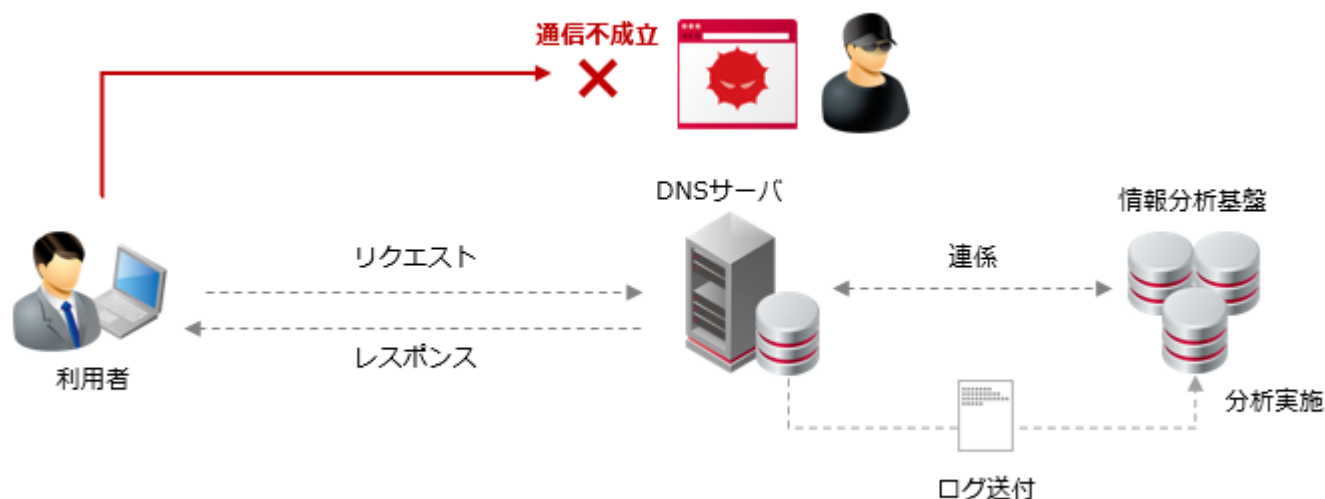 通信不成立
DNSサーバ
情報分析基盤
リクエスト
連係
レスポンス
利用者
分析実施
ログ送付